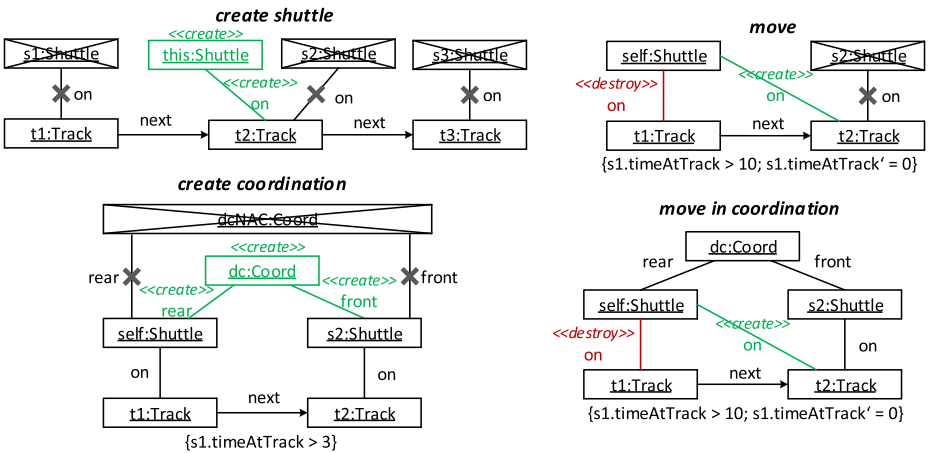 create shuttle
<<create>>
s1:Shuttle
this:Shuttle
s2:Shuttle
s3:Shuttle
<<create>>
on
on
on
on
next
next
t1:Track
t2:Track
t3:Track
move
self:Shuttle
s2:Shuttle
<<destroy>>
on
<<create>>
on
on
next
t1:Track
t2:Track
{s1.timeAtTrack > 10; s1.timeAtTrack‘ = 0}
create coordination
dcNAC:Coord
<<create>>
dc:Coord
rear
front
<<create>>
rear
<<create>>
front
self:Shuttle
s2:Shuttle
on
on
next
t1:Track
t2:Track
{s1.timeAtTrack > 3}
move in coordination
dc:Coord
rear
front
self:Shuttle
s2:Shuttle
<<destroy>>
on
<<create>>
on
on
next
t1:Track
t2:Track
{s1.timeAtTrack > 10; s1.timeAtTrack‘ = 0}